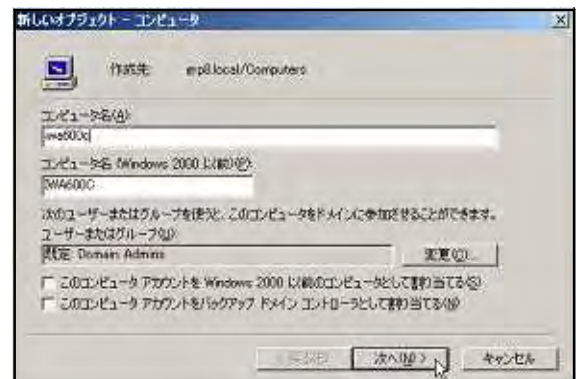 新しいオブジェクト - コンピュータ
作成先: mp8.local/Computers
コンピュータ名(A):
iwa600c
コンピュータ名 (Windows 2000 以前)(P):
IWA600C
次のユーザーまたはグループを使うと、このコンピュータをドメインに参加させることができます。
ユーザーまたはグループ(U):
既定: Domain Admins
変更(C)...
このコンピュータ アカウントを Windows 2000 以前のコンピュータとして割り当てる(S)
このコンピュータ アカウントをバックアップ ドメイン コントローラとして割り当てる(N)
次へ(N) >
キャンセル